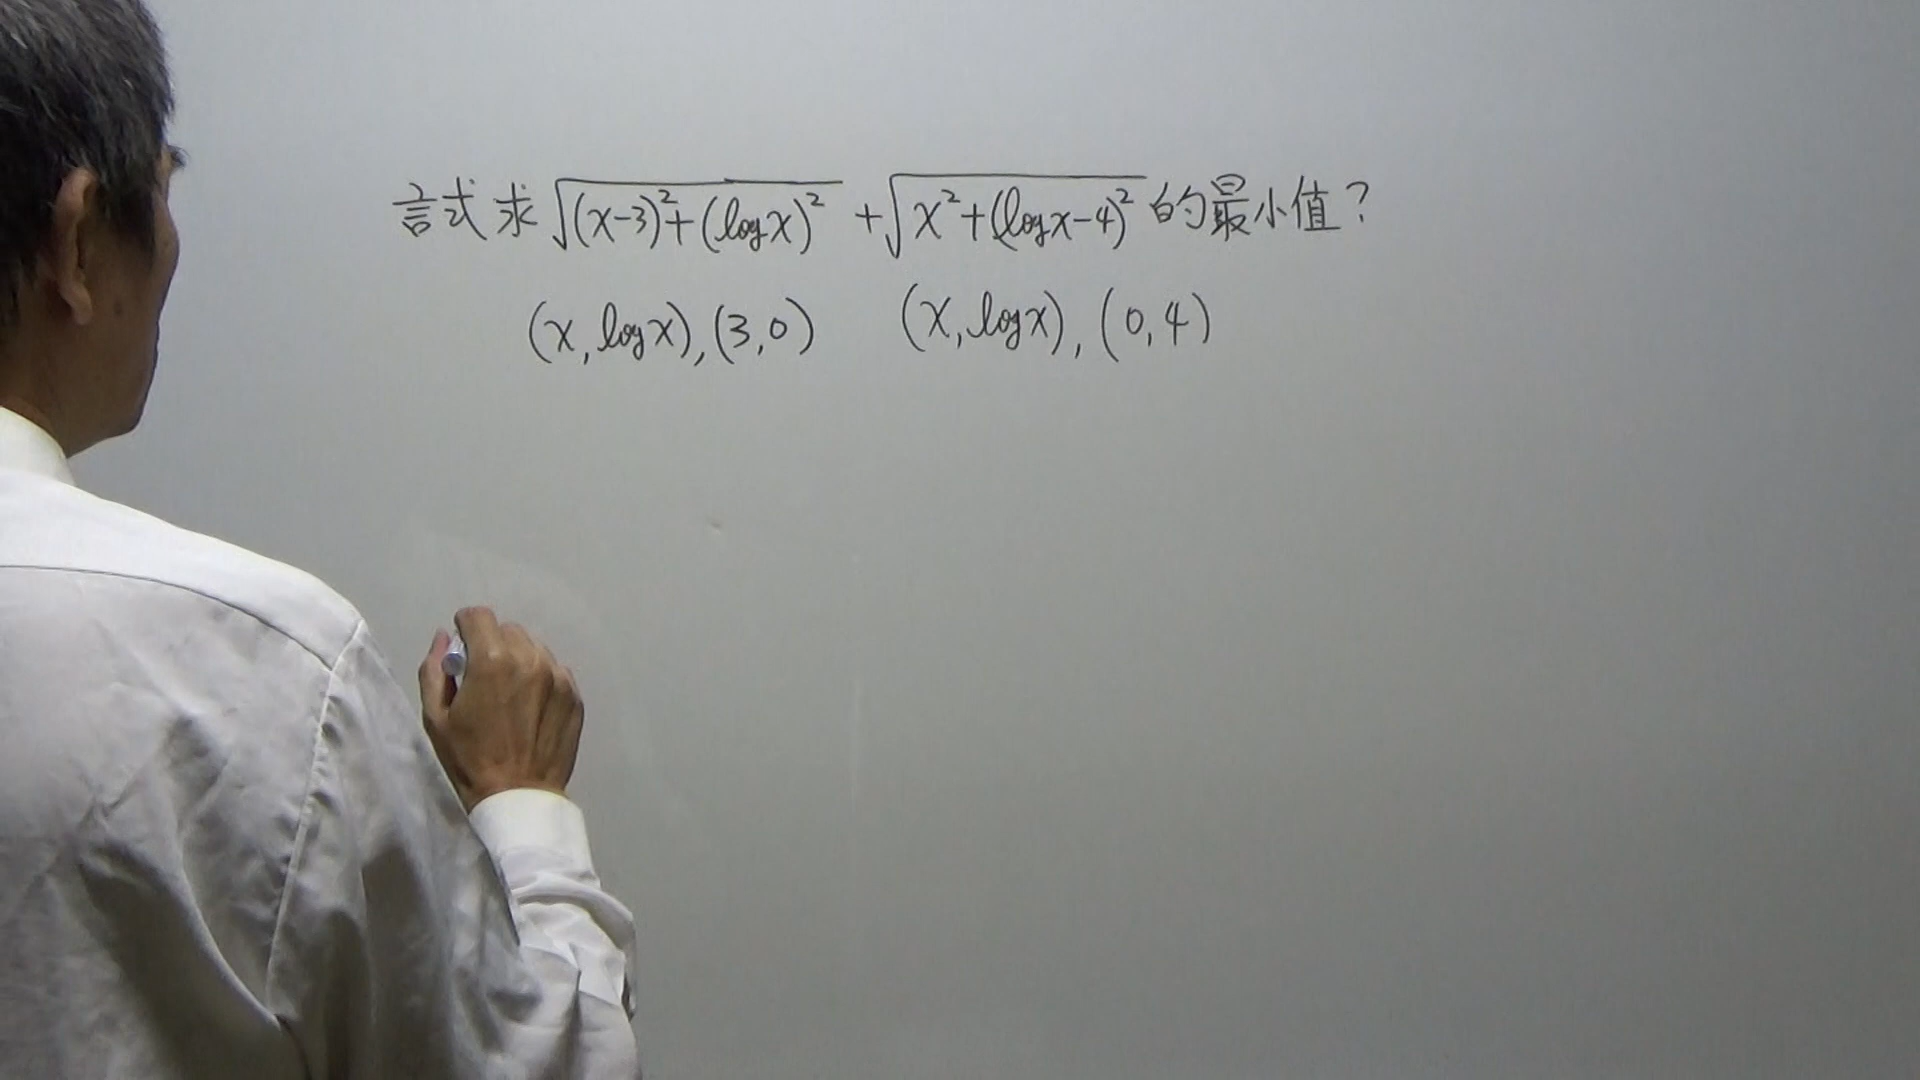 試求√((x-3)²+(log x)²) + √(x²+(log x-4)²) 的最小值?
(x, log x), (3, 0) (x, log x), (0, 4)